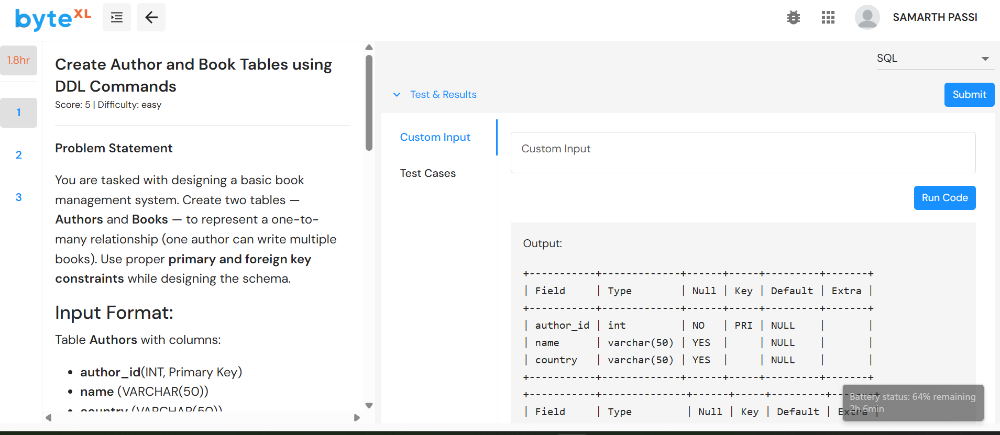 byteXL
SAMARTH PASSI
1.8hr
1
2
3
Create Author and Book Tables using
DDL Commands
Score: 5 | Difficulty: easy
Problem Statement
You are tasked with designing a basic book
management system. Create two tables —
Authors and Books — to represent a one-to-
many relationship (one author can write multiple
books). Use proper primary and foreign key
constraints while designing the schema.
Input Format:
Table Authors with columns:
• author_id(INT, Primary Key)
• name (VARCHAR(50))
• country (VARCHAR(50))
SQL
Test & Results
Submit
Custom Input
Test Cases
Custom Input
Run Code
Output:
+-----------+-------------+------+-----+---------+-------+
| Field     | Type        | Null | Key | Default | Extra |
+-----------+-------------+------+-----+---------+-------+
| author_id | int         | NO   | PRI | NULL    |       |
| name      | varchar(50) | YES  |     | NULL    |       |
| country   | varchar(50) | YES  |     | NULL    |       |
+-----------+-------------+------+-----+---------+-------+
+-----------+--------------+------+-----+---------+-------+
| Field     | Type         | Null | Key | Default | Extra |
Battery status: 64% remaining
2h 6min